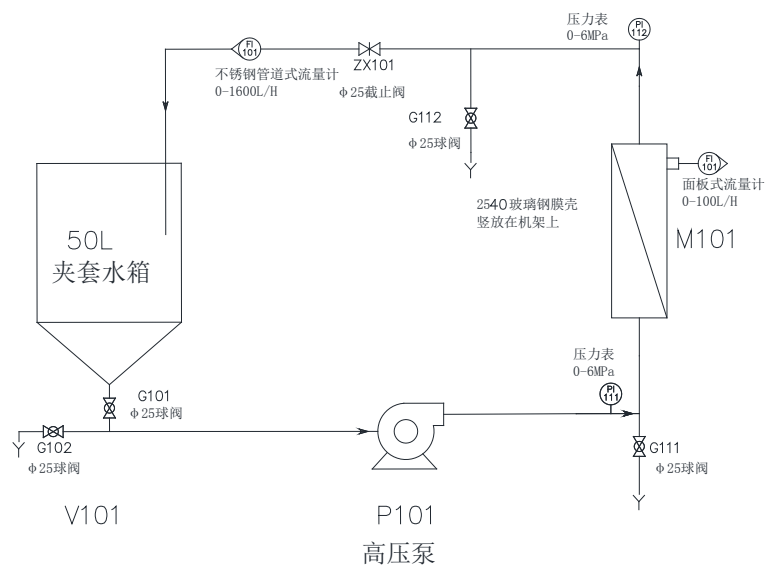 压力表
0-6MPa
PI
112
FI
101
不锈钢管道式流量计
0-1600L/H
ZX101
φ25截止阀
G112
φ25球阀
FI
101
面板式流量计
0-100L/H
2540玻璃钢膜壳
竖放在机架上
M101
50L
夹套水箱
压力表
0-6MPa
PI
111
G101
φ25球阀
G102
φ25球阀
G111
φ25球阀
V101
P101
高压泵